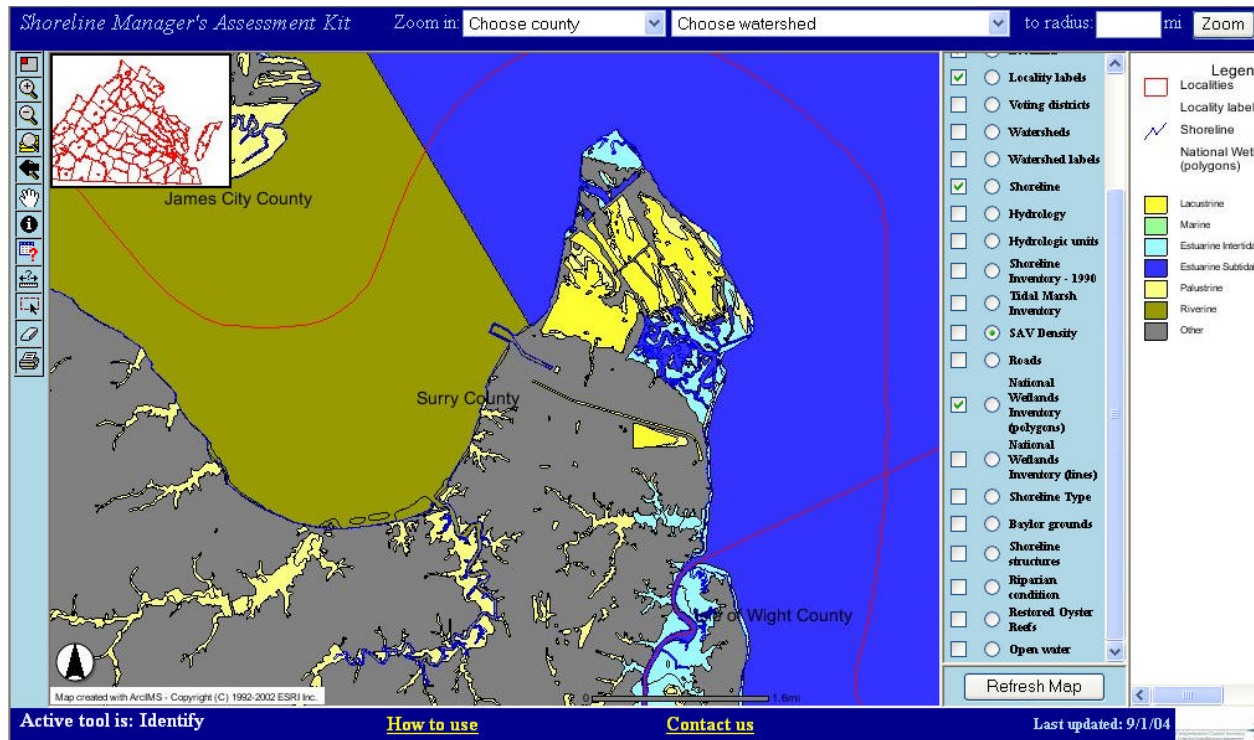 Shoreline Manager's Assessment Kit
Zoom in: Choose county Choose watershed to radius: mi Zoom
James City County
Surry County
Isle of Wight County
Map created with ArcIMS - Copyright (C) 1992-2002 ESRI Inc.
0 1.6mi
Locality labels
Voting districts
Watersheds
Watershed labels
Shoreline
Hydrology
Hydrologic units
Shoreline
Inventory - 1990
Tidal Marsh
Inventory
SAV Density
Roads
National
Wetlands
Inventory
(polygons)
National
Wetlands
Inventory (lines)
Shoreline Type
Baylor grounds
Shoreline
structures
Riparian
condition
Restored Oyster
Reefs
Open water
Refresh Map
Legen
Localities
Locality label
Shoreline
National Wet
(polygons)
Lacustrine
Marine
Estuarine Intertida
Estuarine Subtida
Palustrine
Riverine
Other
Active tool is: Identify
How to use
Contact us
Last updated: 9/1/04